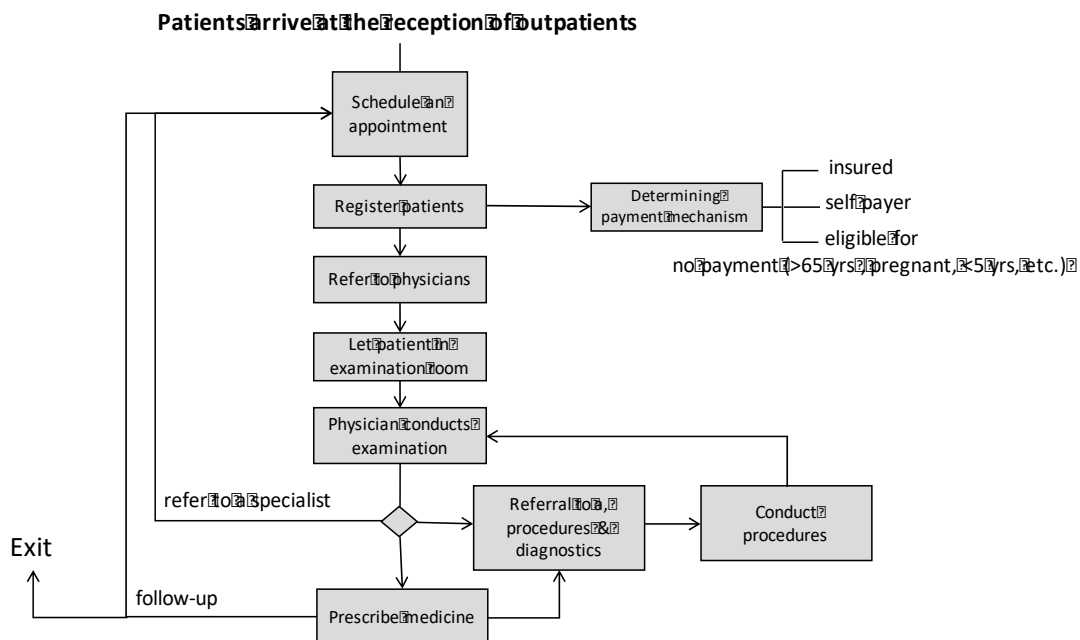 Patients arrive at the reception of outpatients
Schedule an
appointment
Register patients
Determining
payment mechanism
insured
self payer
eligible for
no payment (>65 yrs, pregnant, <5 yrs, etc.)
Refer to physicians
Let patient in
examination room
Physician conducts
examination
refer to a specialist
Referral to a,
procedures &
diagnostics
Conduct
procedures
Exit
follow-up
Prescribe medicine